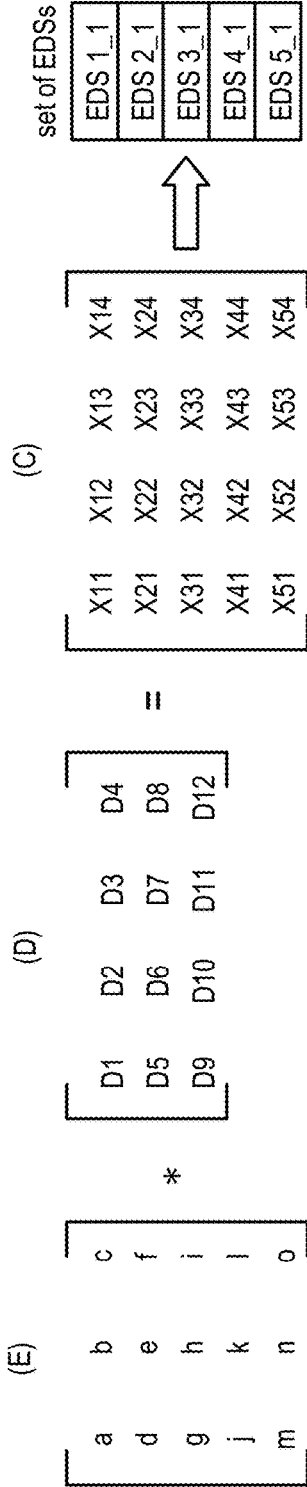 (E)
a b c
d e f
g h i
j k l
m n o
*
(D)
D1 D2 D3 D4
D5 D6 D7 D8
D9 D10 D11 D12
=
(C)
X11 X12 X13 X14
X21 X22 X23 X24
X31 X32 X33 X34
X41 X42 X43 X44
X51 X52 X53 X54
set of EDSs
EDS 1_1
EDS 2_1
EDS 3_1
EDS 4_1
EDS 5_1